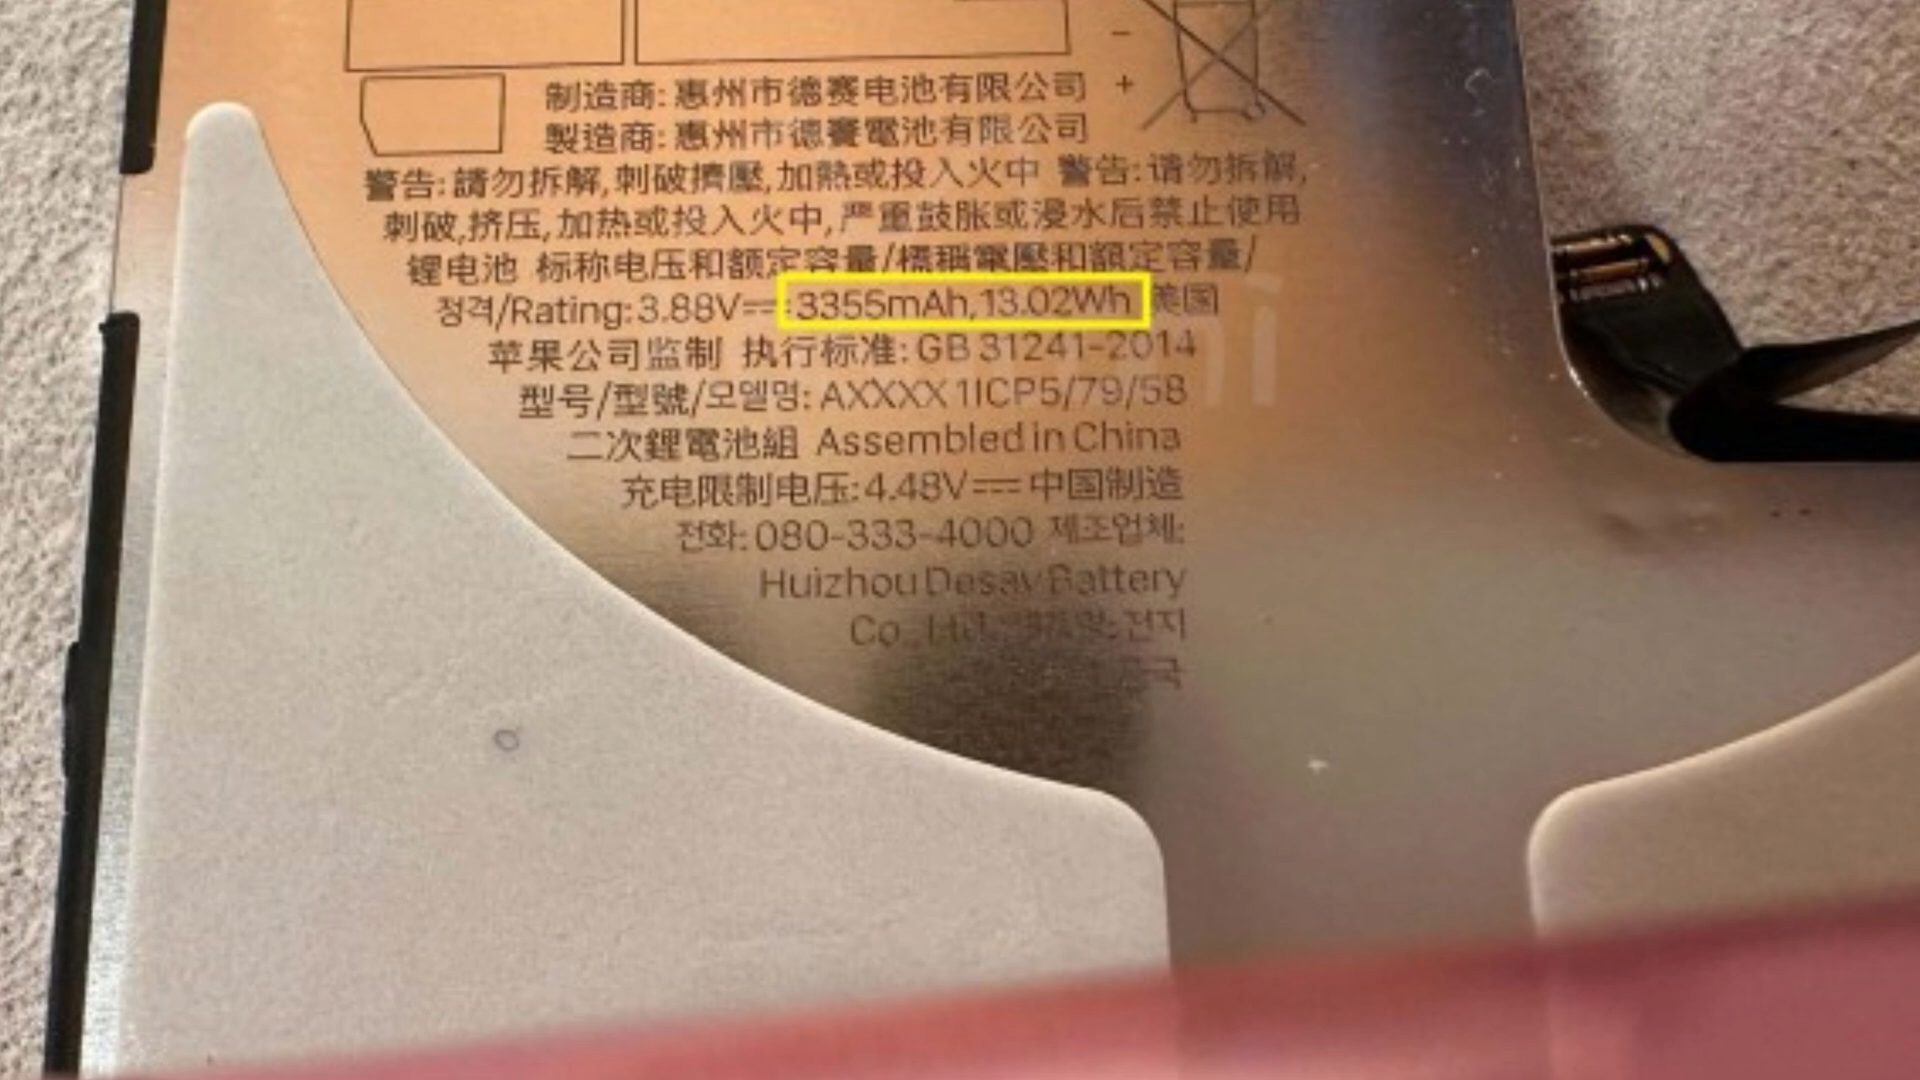 制造商: 惠州市德赛电池有限公司
製造商: 惠州市德賽電池有限公司
警告: 請勿拆解, 刺破擠壓, 加熱或投入火中 警告: 请勿拆解,
刺破, 挤压, 加热或投入火中, 严重鼓胀或浸水后禁止使用
锂电池 标称电压和额定容量/標稱電壓和額定容量/
정격/Rating: 3.88V⎓3355mAh, 13.02Wh 美国
苹果公司监制 执行标准: GB 31241-2014
型号/型號/모델명: AXXXX 1ICP5/79/58
二次鋰電池組 Assembled in China
充电限制电压: 4.48V⎓ 中国制造
전화: 080-333-4000 제조업체:
Huizhou Desay Battery
Co., 전지